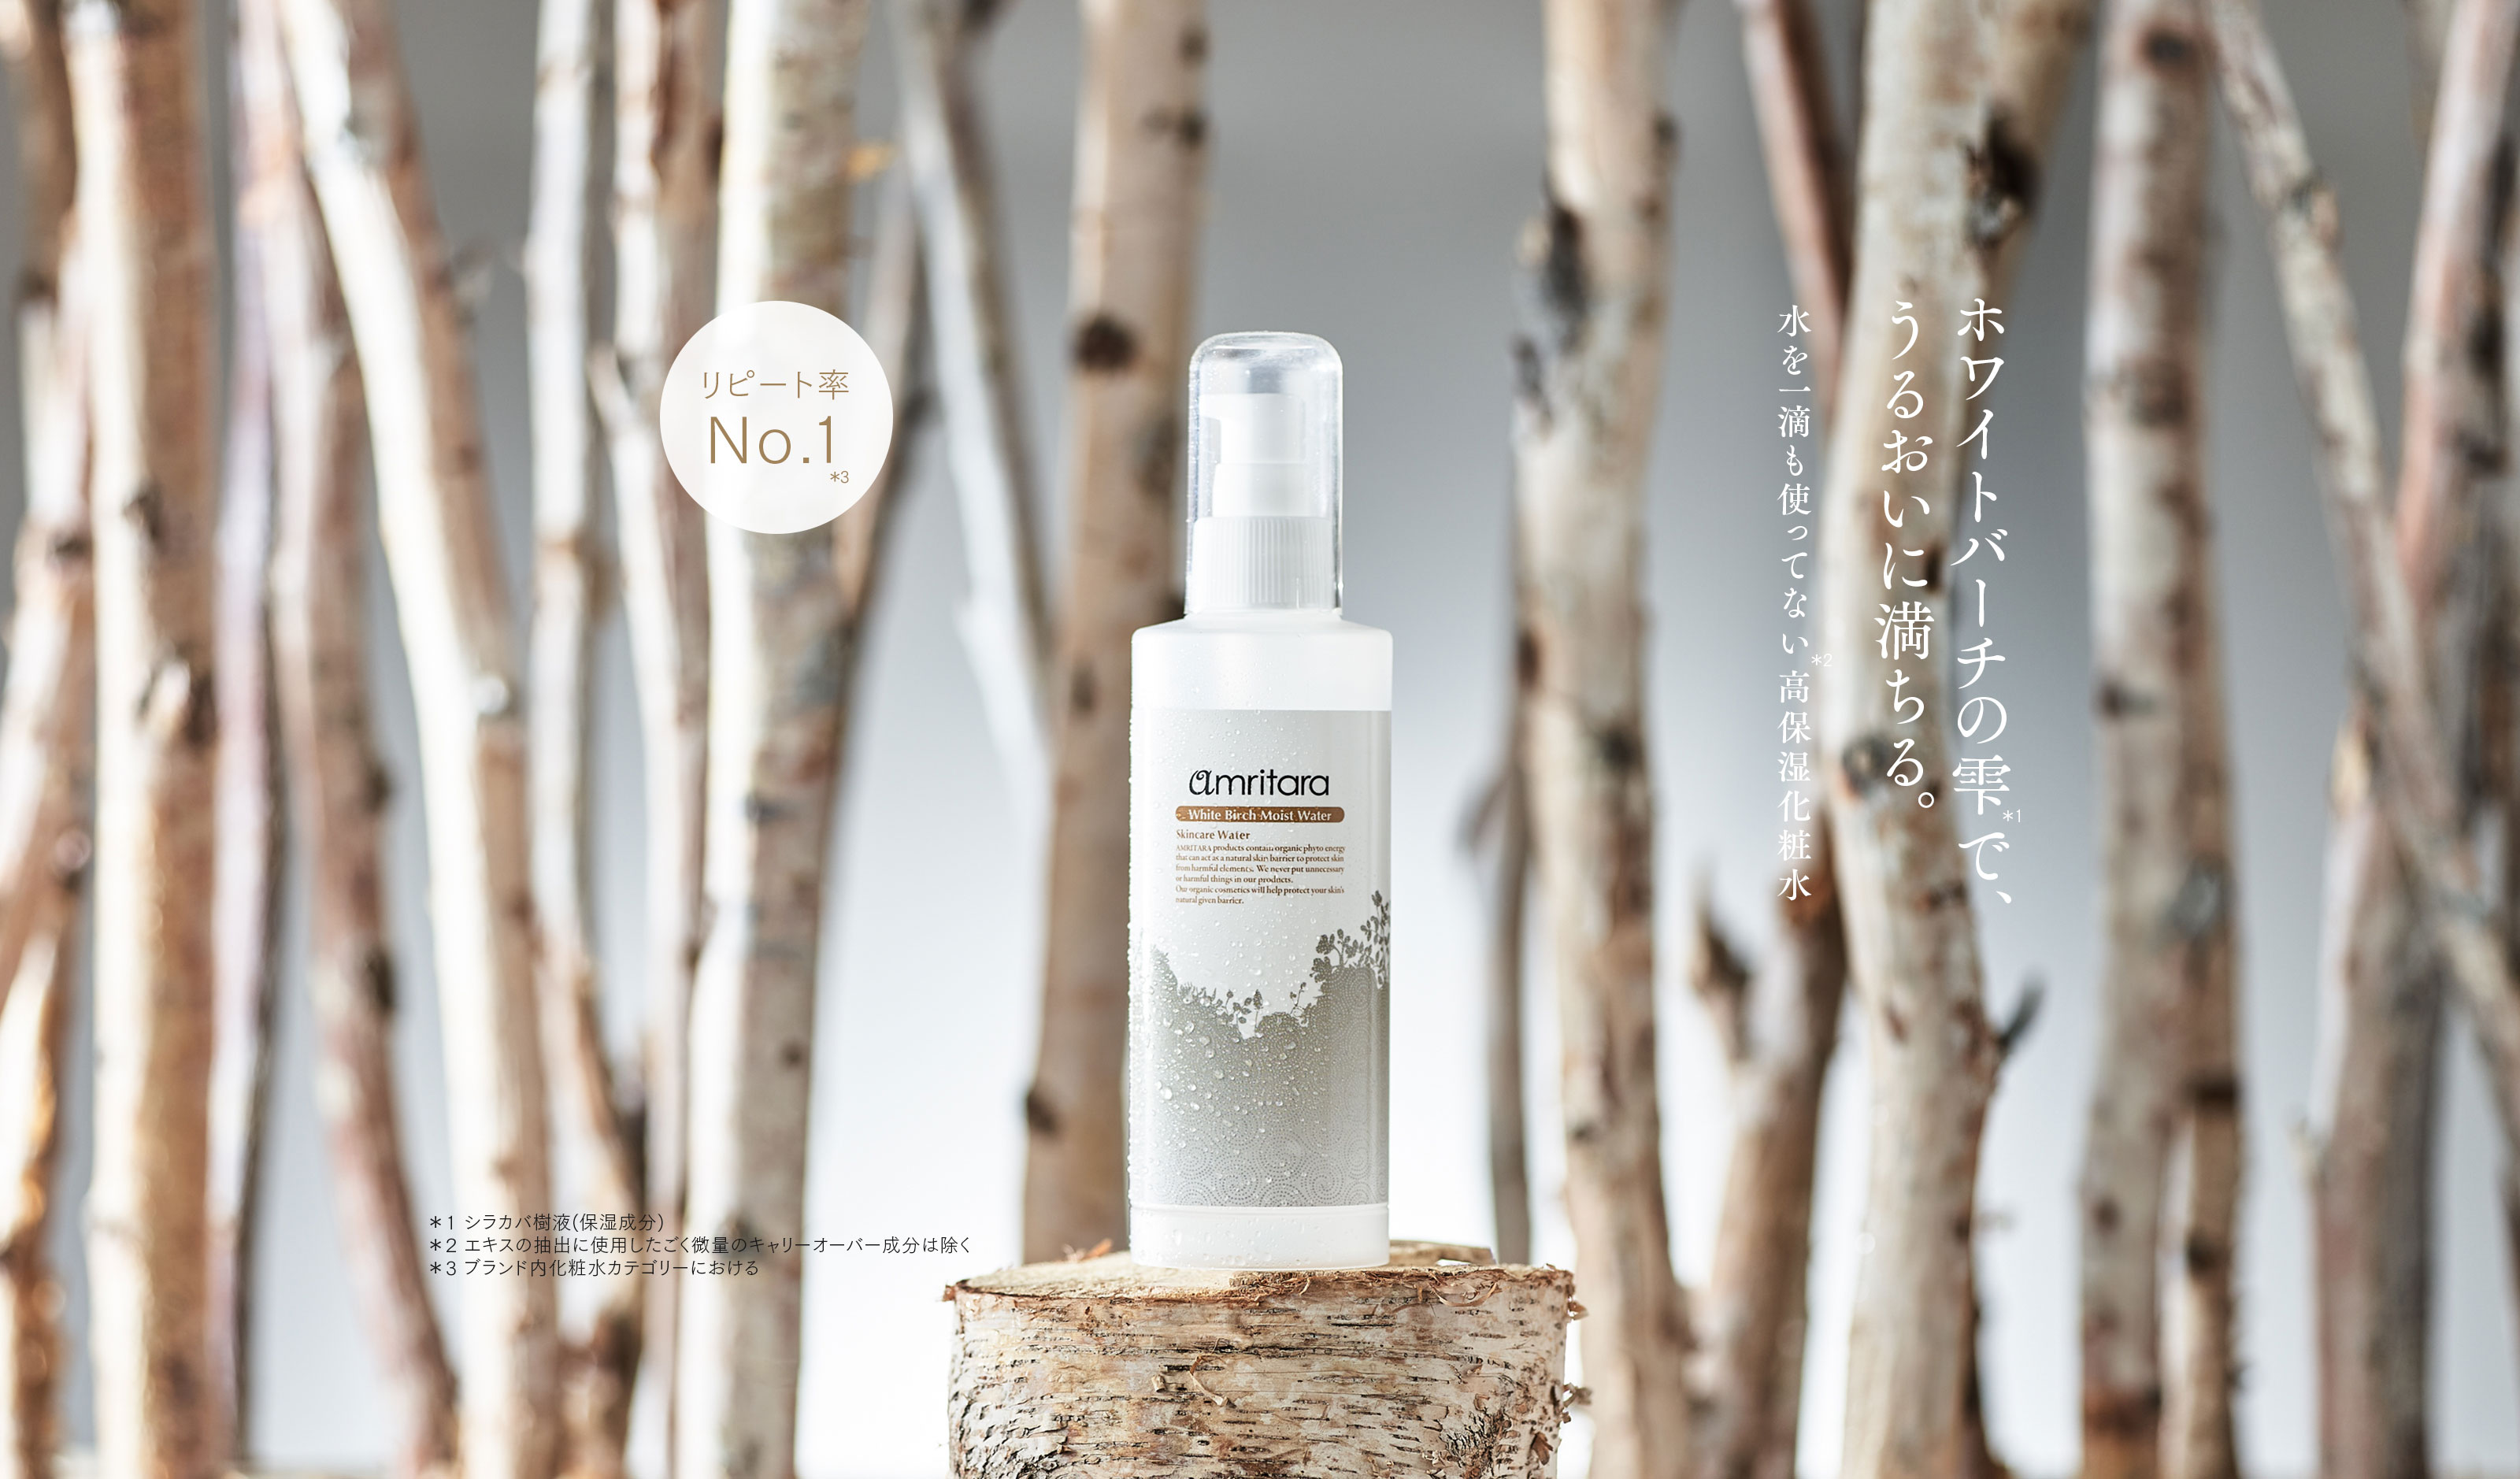 ホワイトバーチの雫*1で、
うるおいに満ちる。
水を一滴も使ってない*2高保湿化粧水
リピート率
No.1
*3
amritara
White Birch Moist Water
Skincare Water
AMRITARA products contain organic phyto energy
that can act as a natural skin barrier to protect skin
from harmful elements. We never put unnecessary
or harmful things in our products.
Our organic cosmetics will help protect your skin's
natural given barrier.
*1 シラカバ樹液(保湿成分)
*2 エキスの抽出に使用したごく微量のキャリーオーバー成分は除く
*3 ブランド内化粧水カテゴリーにおける